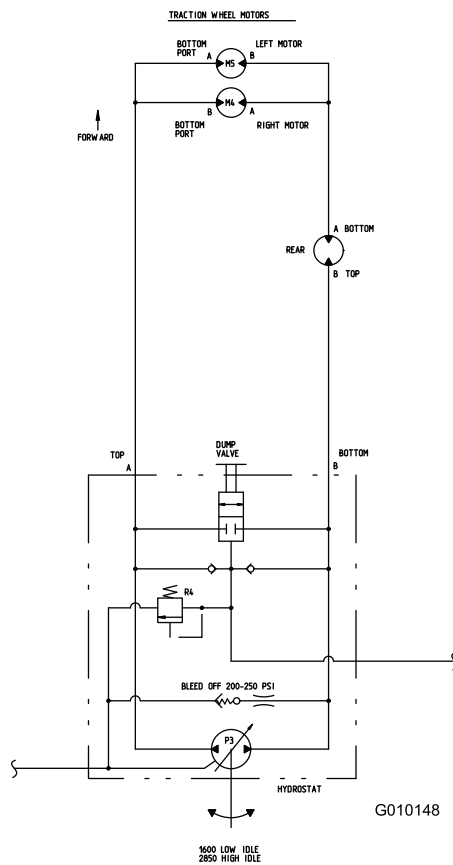 TRACTION WHEEL MOTORS
BOTTOM PORT A M5 B LEFT MOTOR
B M4 A
BOTTOM PORT RIGHT MOTOR
FORWARD
A BOTTOM
REAR
B TOP
DUMP VALVE
TOP A
BOTTOM B
R4
BLEED OFF 200-250 PSI
P3
HYDROSTAT
G010148
1600 LOW IDLE
2850 HIGH IDLE